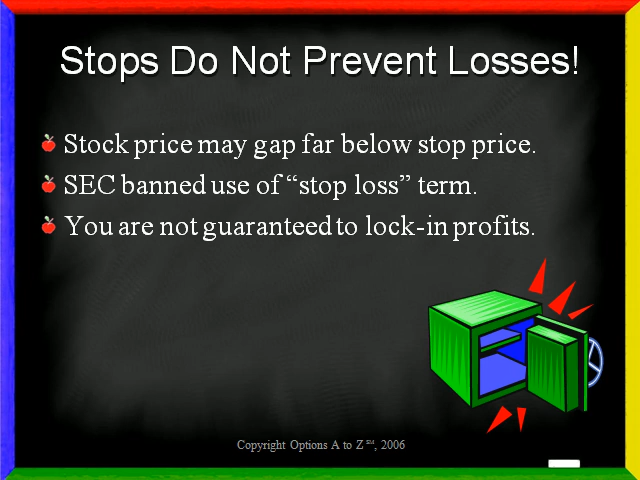 Stops Do Not Prevent Losses!
Stock price may gap far below stop price.
SEC banned use of “stop loss” term.
You are not guaranteed to lock-in profits.
Copyright Options A to Z ℠, 2006